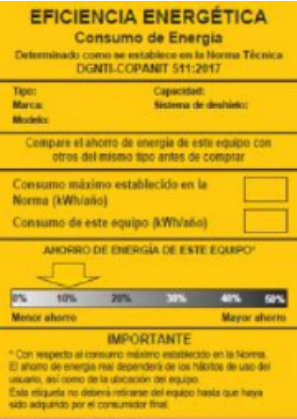 EFICIENCIA ENERGÉTICA
Consumo de Energía
Determinado como se establece en la Norma Técnica
DGNTI-COPANIT 511:2017
Tipo: Capacidad:
Marca: Sistema de deshielo:
Modelo:
Compare el ahorro de energía de este equipo con
otros del mismo tipo antes de comprar
Consumo máximo establecido en la
Norma (kWh/año)
Consumo de este equipo (kWh/año)
AHORRO DE ENERGÍA DE ESTE EQUIPO*
0% 10% 20% 30% 40% 50%
Menor ahorro Mayor ahorro
IMPORTANTE
* Con respecto al consumo máximo establecido en la Norma.
El ahorro de energía real dependerá de los hábitos de uso del
usuario, así como de la ubicación del equipo.
Esta etiqueta no deberá retirarse del equipo hasta que haya
sido adquirido por el consumidor final.